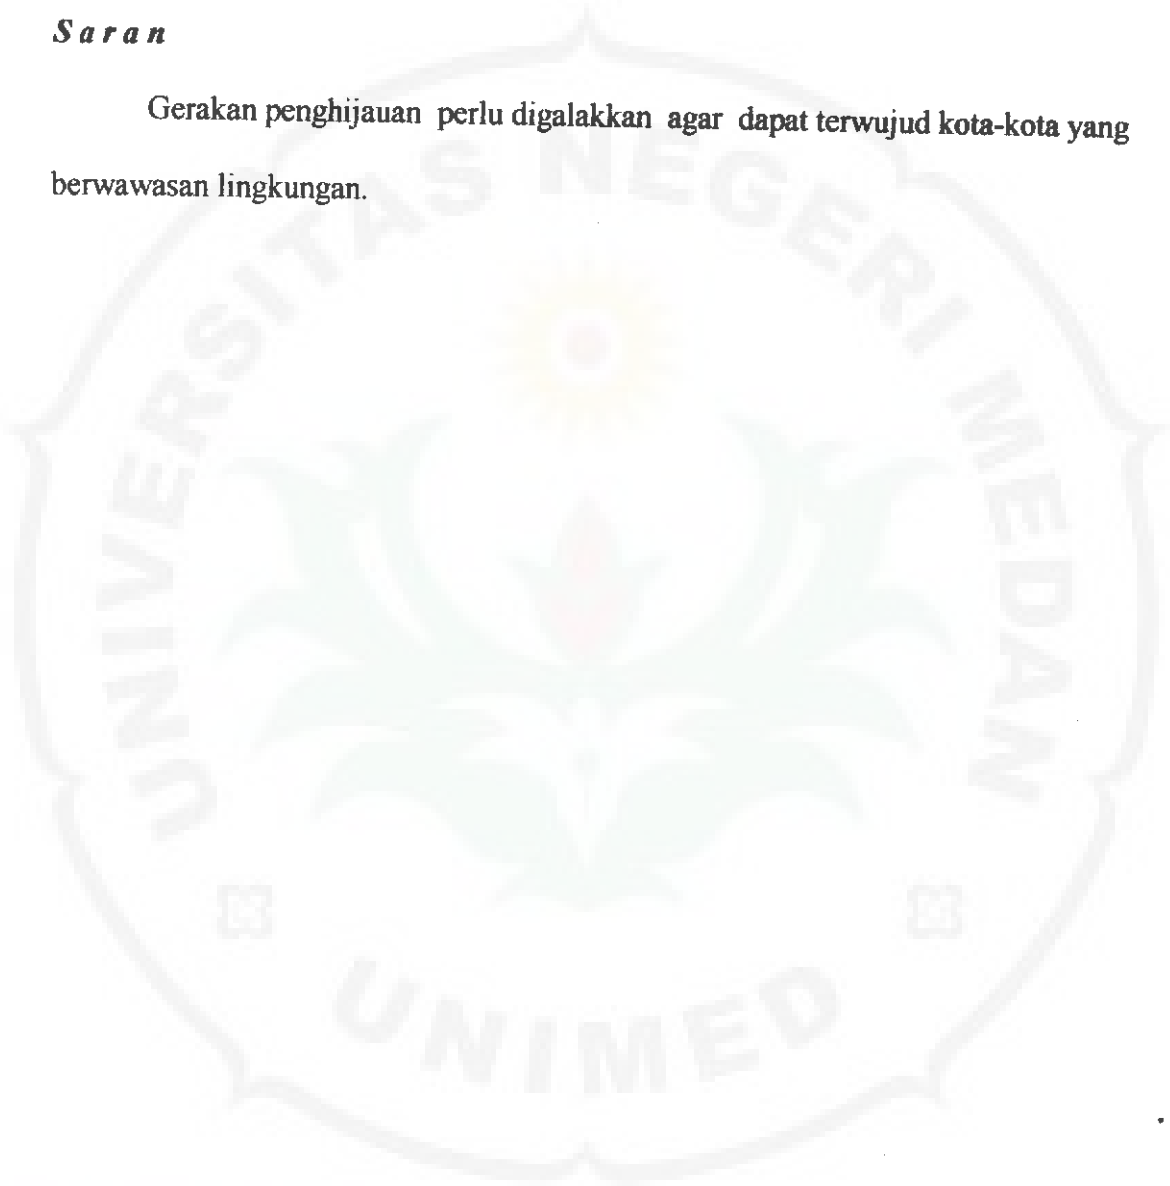 Saran
Gerakan penghijauan perlu digalakkan agar dapat terwujud kota-kota yang
berwawasan lingkungan.
UNIVERSITAS NEGERI MEDAN
UNIMED